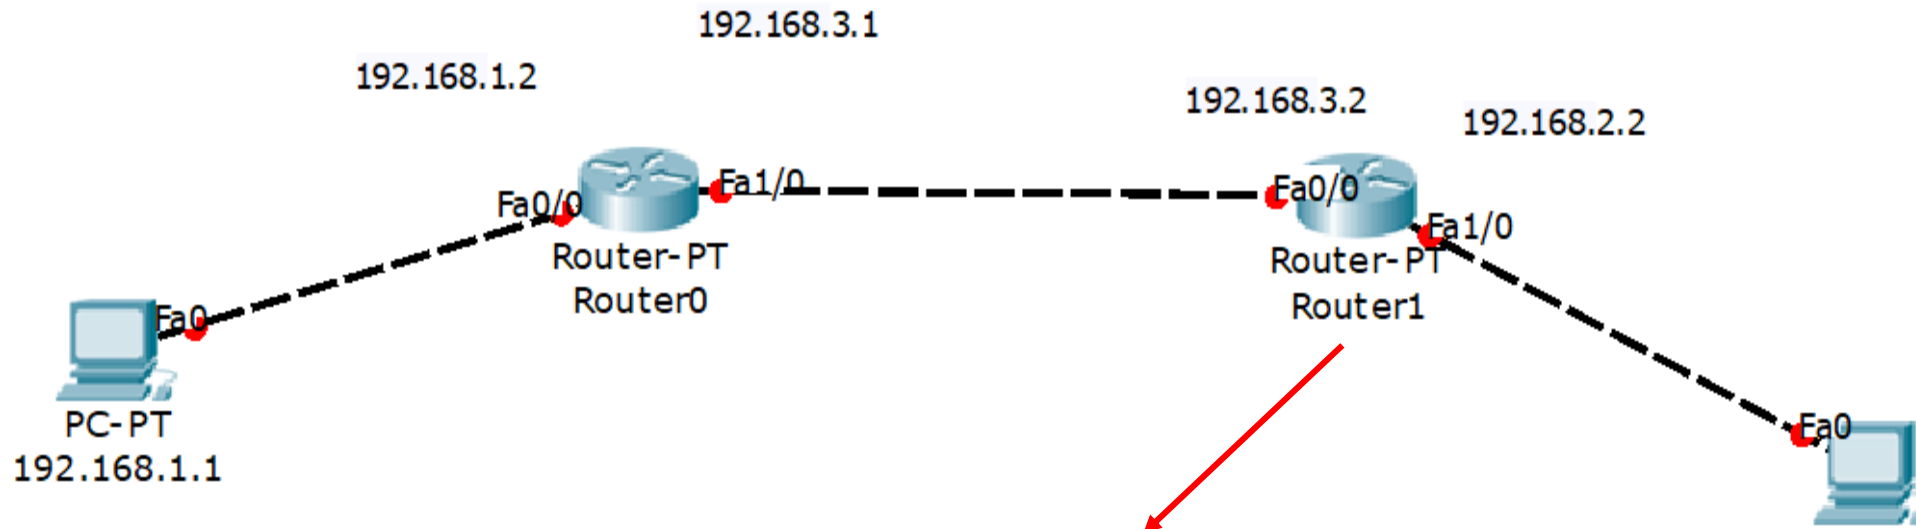 192.168.3.1
192.168.1.2
192.168.3.2
192.168.2.2
Fa0/0
Fa1/0
Fa0/0
Fa1/0
Router-PT
Router0
Router-PT
Router1
Fa0
PC-PT
192.168.1.1
Fa0